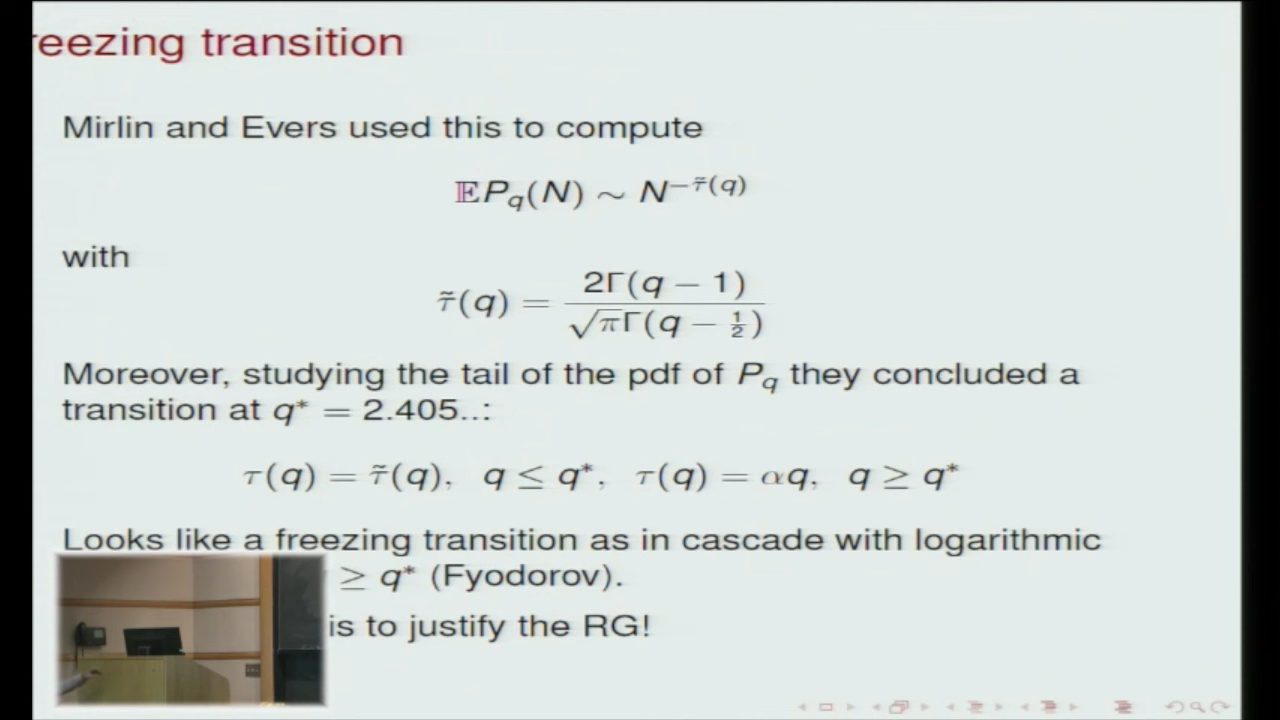 reezing transition
Mirlin and Evers used this to compute
𝔼P_q(N) ∼ N^{−τ̃(q)}
with
τ̃(q) = 2Γ(q − 1) / √πΓ(q − ½)
Moreover, studying the tail of the pdf of P_q they concluded a
transition at q* = 2.405..:
τ(q) = τ̃(q), q ≤ q*, τ(q) = αq, q ≥ q*
Looks like a freezing transition as in cascade with logarithmic
≥ q* (Fyodorov).
is to justify the RG!